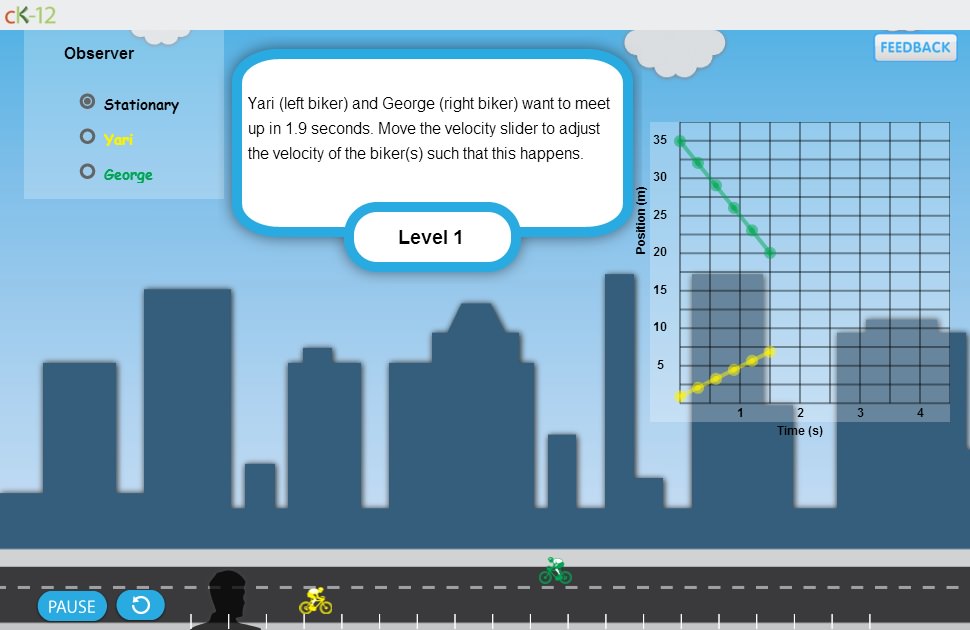 cK-12
Observer
Stationary
Yari
George
Yari (left biker) and George (right biker) want to meet
up in 1.9 seconds. Move the velocity slider to adjust
the velocity of the biker(s) such that this happens.
Level 1
FEEDBACK
Position (m)
35
30
25
20
15
10
5
1 2 3 4
Time (s)
PAUSE